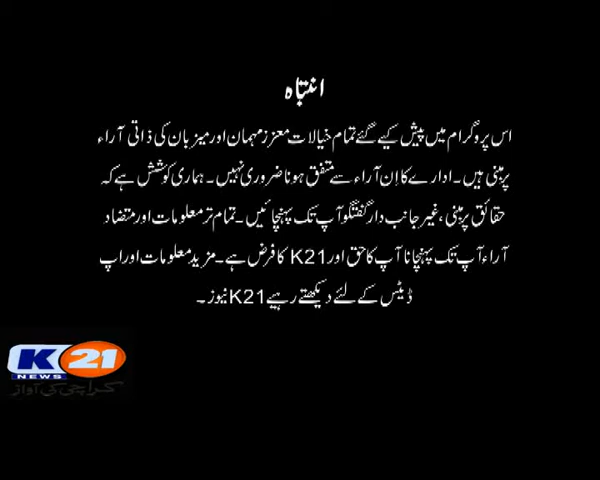 انتباہ
اس پروگرام میں پیش کیے گئے تمام خیالات معزز مہمان اور میزبان کی ذاتی آراء
پر مبنی ہیں۔ ادارے کا ان آراء سے متفق ہونا ضروری نہیں۔ ہماری کوشش ہے کہ
حقائق پر مبنی، غیر جانب دار گفتگو آپ تک پہنچائیں۔ تمام تر معلومات اور متضاد
آراء آپ تک پہنچانا آپ کا حق اور K21 کا فرض ہے۔ مزید معلومات اور اپ
ڈیٹس کے لئے دیکھتے رہیے K21 نیوز۔
K21
NEWS
کراچی کی آواز